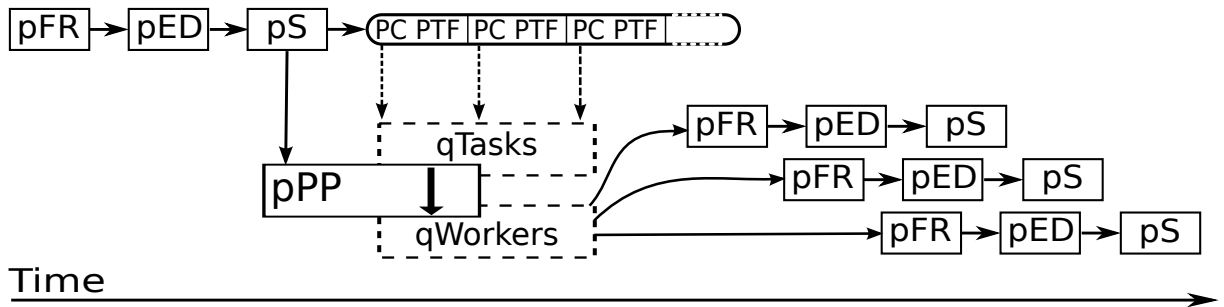 pFR pED pS PC PTF PC PTF PC PTF
qTasks
pFR pED pS
pPP
pFR pED pS
qWorkers
pFR pED pS
Time